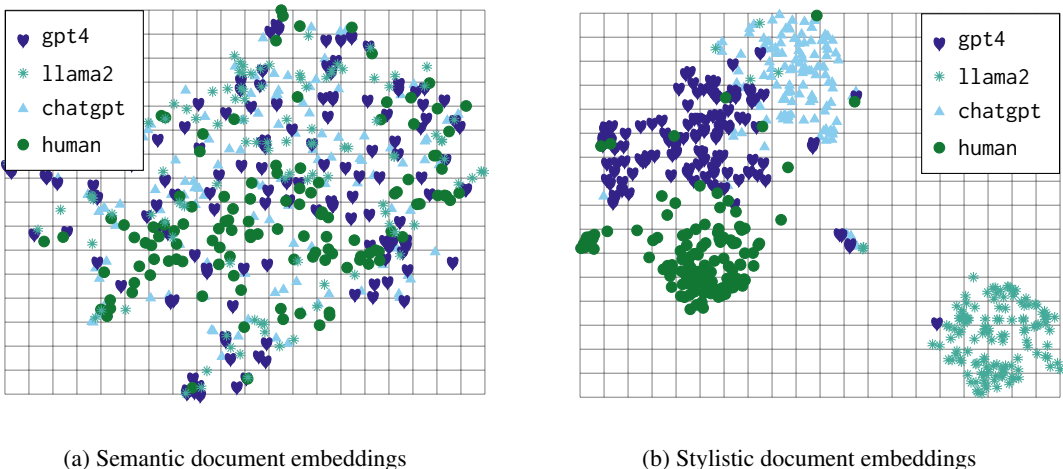 gpt4
llama2
chatgpt
human
gpt4
llama2
chatgpt
human
(a) Semantic document embeddings
(b) Stylistic document embeddings